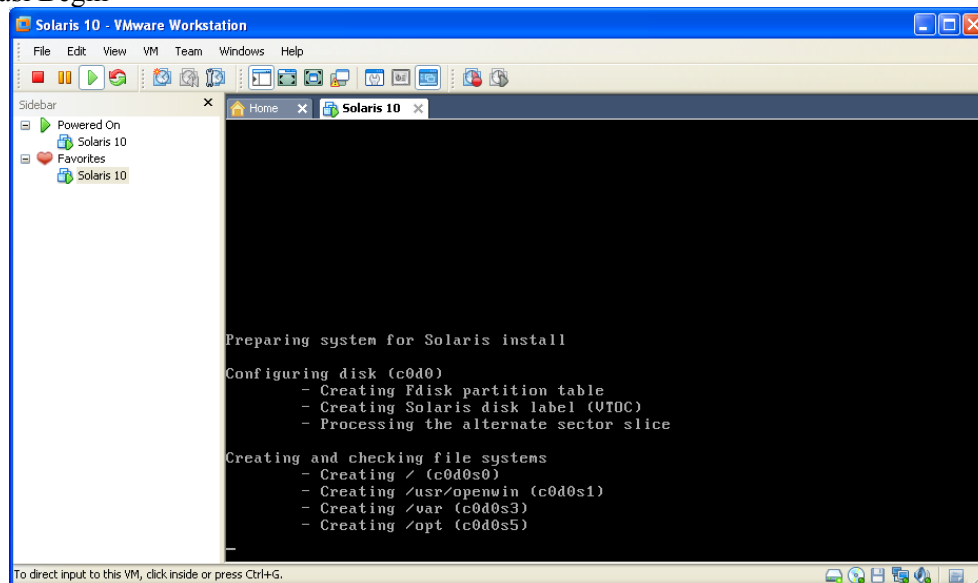 Solaris 10 - VMware Workstation
File Edit View VM Team Windows Help
Sidebar
Home
Solaris 10
Powered On
Solaris 10
Favorites
Solaris 10
Preparing system for Solaris install
Configuring disk (c0d0)
- Creating Fdisk partition table
- Creating Solaris disk label (VTOC)
- Processing the alternate sector slice
Creating and checking file systems
- Creating / (c0d0s0)
- Creating /usr/openwin (c0d0s1)
- Creating /var (c0d0s3)
- Creating /opt (c0d0s5)
To direct input to this VM, click inside or press Ctrl+G.